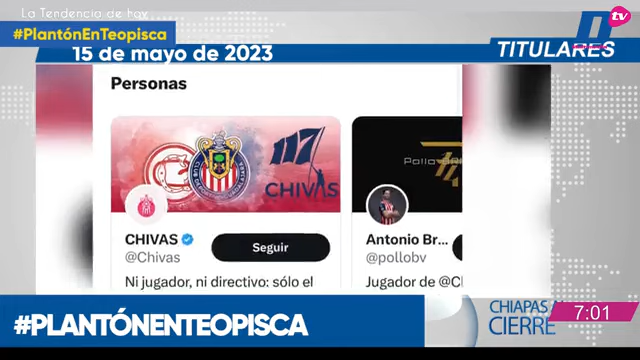 La Tendencia de hoy
#PlantónEnTeopisca
tv
15 de mayo de 2023
TITULARES
Personas
117
CHIVAS
CHIVAS
@Chivas
Seguir
Ni jugador, ni directivo: sólo el
Antonio Br...
@pollobv
Jugador de @C
#PLANTÓNENTEOPISCA
CHIAPAS
CIERRE
7:01